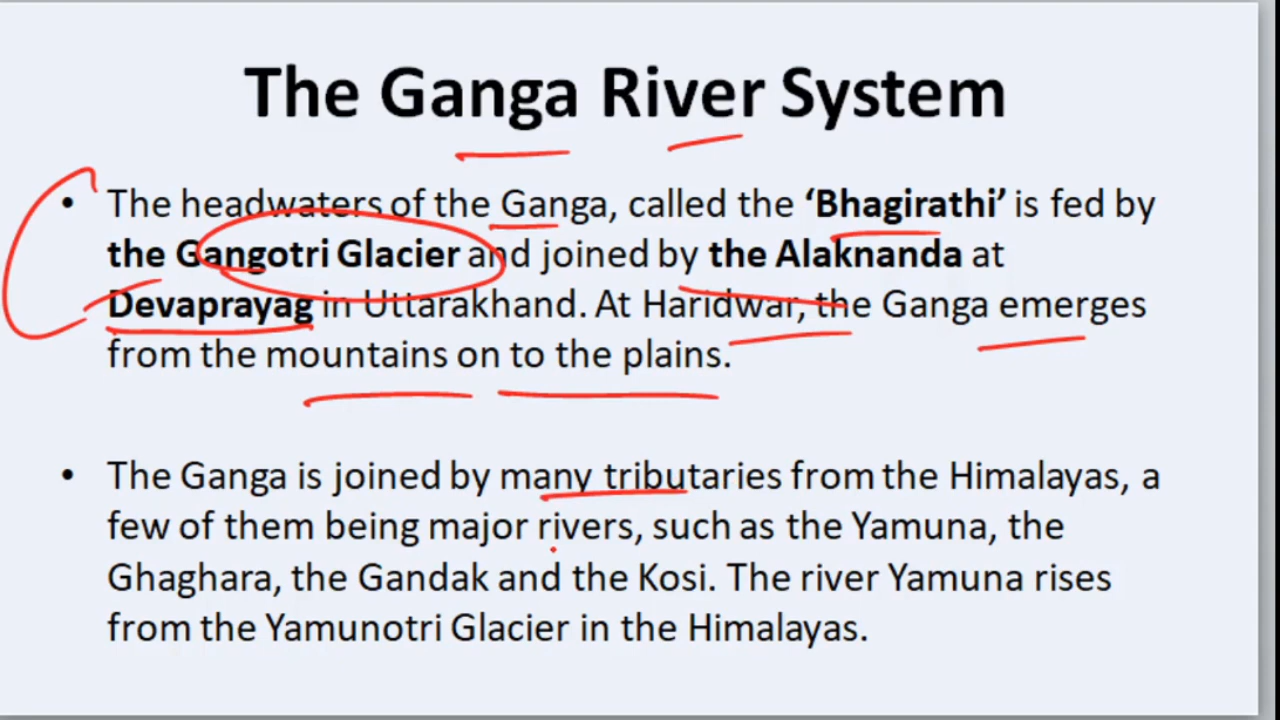 The Ganga River System
• The headwaters of the Ganga, called the ‘Bhagirathi’ is fed by
the Gangotri Glacier and joined by the Alaknanda at
Devaprayag in Uttarakhand. At Haridwar, the Ganga emerges
from the mountains on to the plains.
• The Ganga is joined by many tributaries from the Himalayas, a
few of them being major rivers, such as the Yamuna, the
Ghaghara, the Gandak and the Kosi. The river Yamuna rises
from the Yamunotri Glacier in the Himalayas.